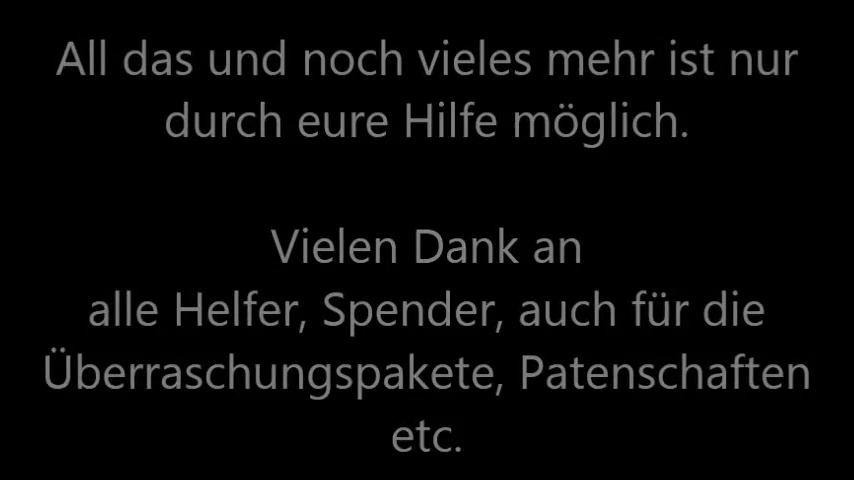 All das und noch vieles mehr ist nur
durch eure Hilfe möglich.
Vielen Dank an
alle Helfer, Spender, auch für die
Überraschungspakete, Patenschaften
etc.